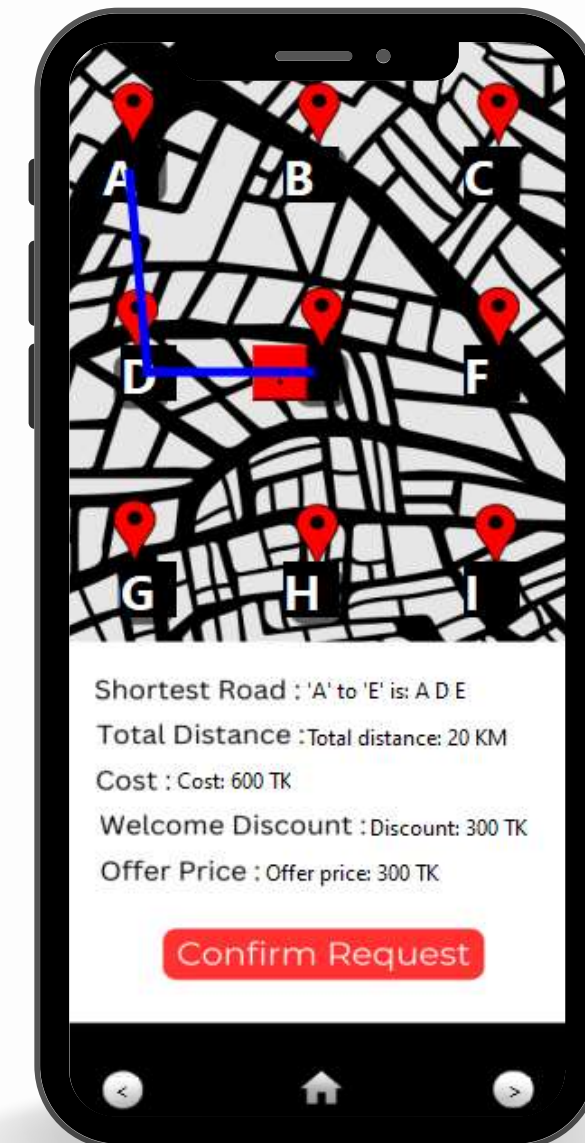 A B C
D F
G H I
Shortest Road : 'A' to 'E' is: A D E
Total Distance : Total distance: 20 KM
Cost : Cost: 600 TK
Welcome Discount : Discount: 300 TK
Offer Price : Offer price: 300 TK
Confirm Request
< >